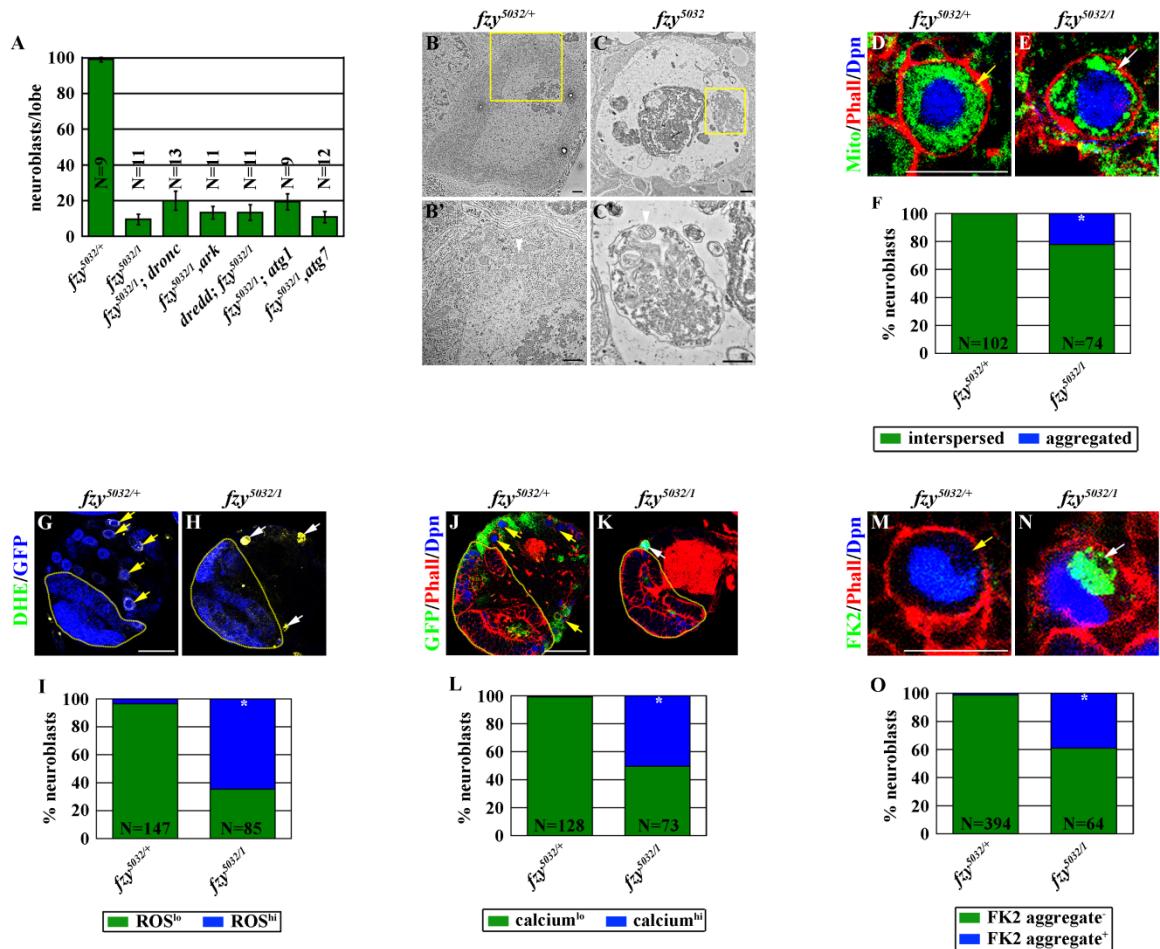 A
neuroblasts/lobe
100
80
60
40
20
0
N=9
N=11
N=13
N=11
N=11
N=9
N=12
fzy5032/+
fzy5032/1
fzy5032/1; dronc
fzy5032/1,ark
dredd; fzy5032/1
fzy5032/1; atg1
fzy5032/1,atg7
fzy5032/+
fzy5032
B
C
B'
C'
fzy5032/+
fzy5032/1
Mito/Phall/Dpn
D
E
F
% neuroblasts
100
80
60
40
20
0
*
N=102
N=74
fzy5032/+
fzy5032/1
interspersed
aggregated
fzy5032/+
fzy5032/1
DHE/GFP
G
H
I
% neuroblasts
100
80
60
40
20
0
*
N=147
N=85
fzy5032/+
fzy5032/1
ROSlo
ROShi
fzy5032/+
fzy5032/1
GFP/Phall/Dpn
J
K
L
% neuroblasts
100
80
60
40
20
0
*
N=128
N=73
fzy5032/+
fzy5032/1
calciumlo
calciumhi
fzy5032/+
fzy5032/1
FK2/Phall/Dpn
M
N
O
% neuroblasts
100
80
60
40
20
0
*
N=394
N=64
fzy5032/+
fzy5032/1
FK2 aggregate-
FK2 aggregate+